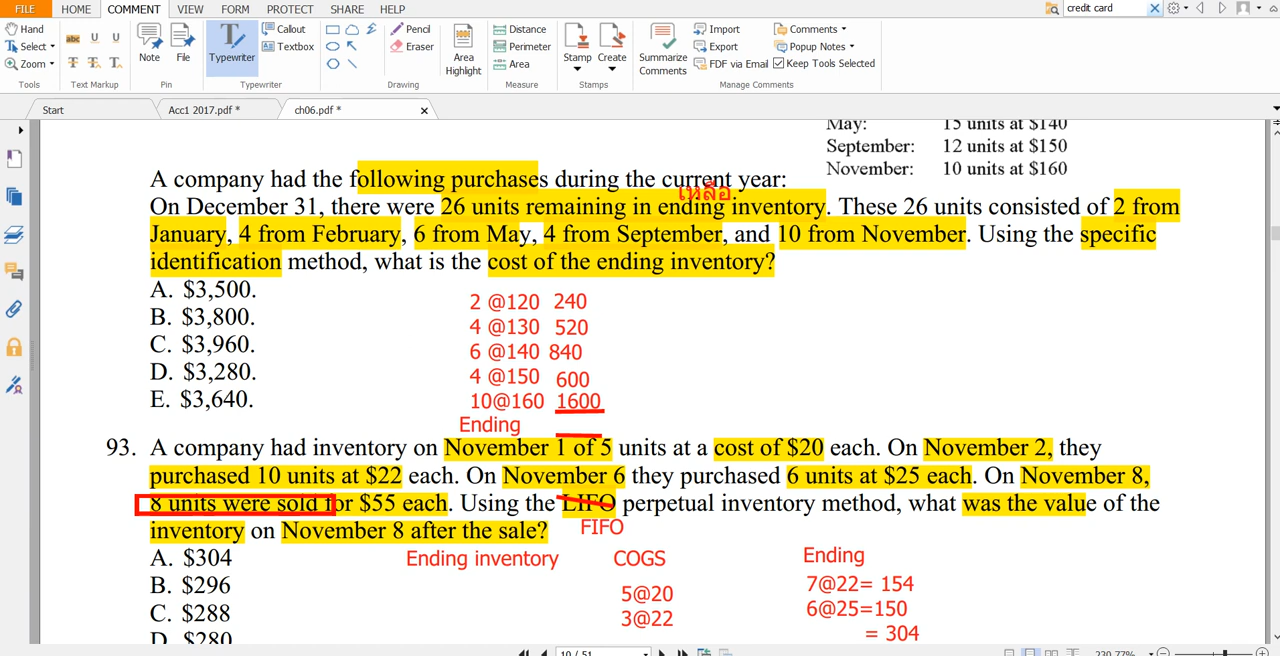 FILE HOME COMMENT VIEW FORM PROTECT SHARE HELP credit card
Hand
Select
Zoom
Tools
abc U U
T T T
Text Markup
Note File
Pin
Typewriter
Callout
Textbox
Typewriter
Pencil
Eraser
Drawing
Area
Highlight
Distance
Perimeter
Area
Measure
Stamp Create
Stamps
Summarize
Comments
Import
Export
FDF via Email
Comments
Popup Notes
Keep Tools Selected
Manage Comments
Start Acc1 2017.pdf * ch06.pdf *
May: 15 units at $140
September: 12 units at $150
November: 10 units at $160
A company had the following purchases during the current year:
เหลือ
On December 31, there were 26 units remaining in ending inventory. These 26 units consisted of 2 from
January, 4 from February, 6 from May, 4 from September, and 10 from November. Using the specific
identification method, what is the cost of the ending inventory?
A. $3,500.
B. $3,800.
C. $3,960.
D. $3,280.
E. $3,640.
2 @120 240
4 @130 520
6 @140 840
4 @150 600
10@160 1600
Ending
93. A company had inventory on November 1 of 5 units at a cost of $20 each. On November 2, they
purchased 10 units at $22 each. On November 6 they purchased 6 units at $25 each. On November 8,
8 units were sold for $55 each. Using the LIFO perpetual inventory method, what was the value of the
FIFO
inventory on November 8 after the sale?
A. $304
B. $296
C. $288
D. $280
Ending inventory COGS Ending
5@20
3@22
7@22= 154
6@25=150
= 304
10 / 51 230.77%